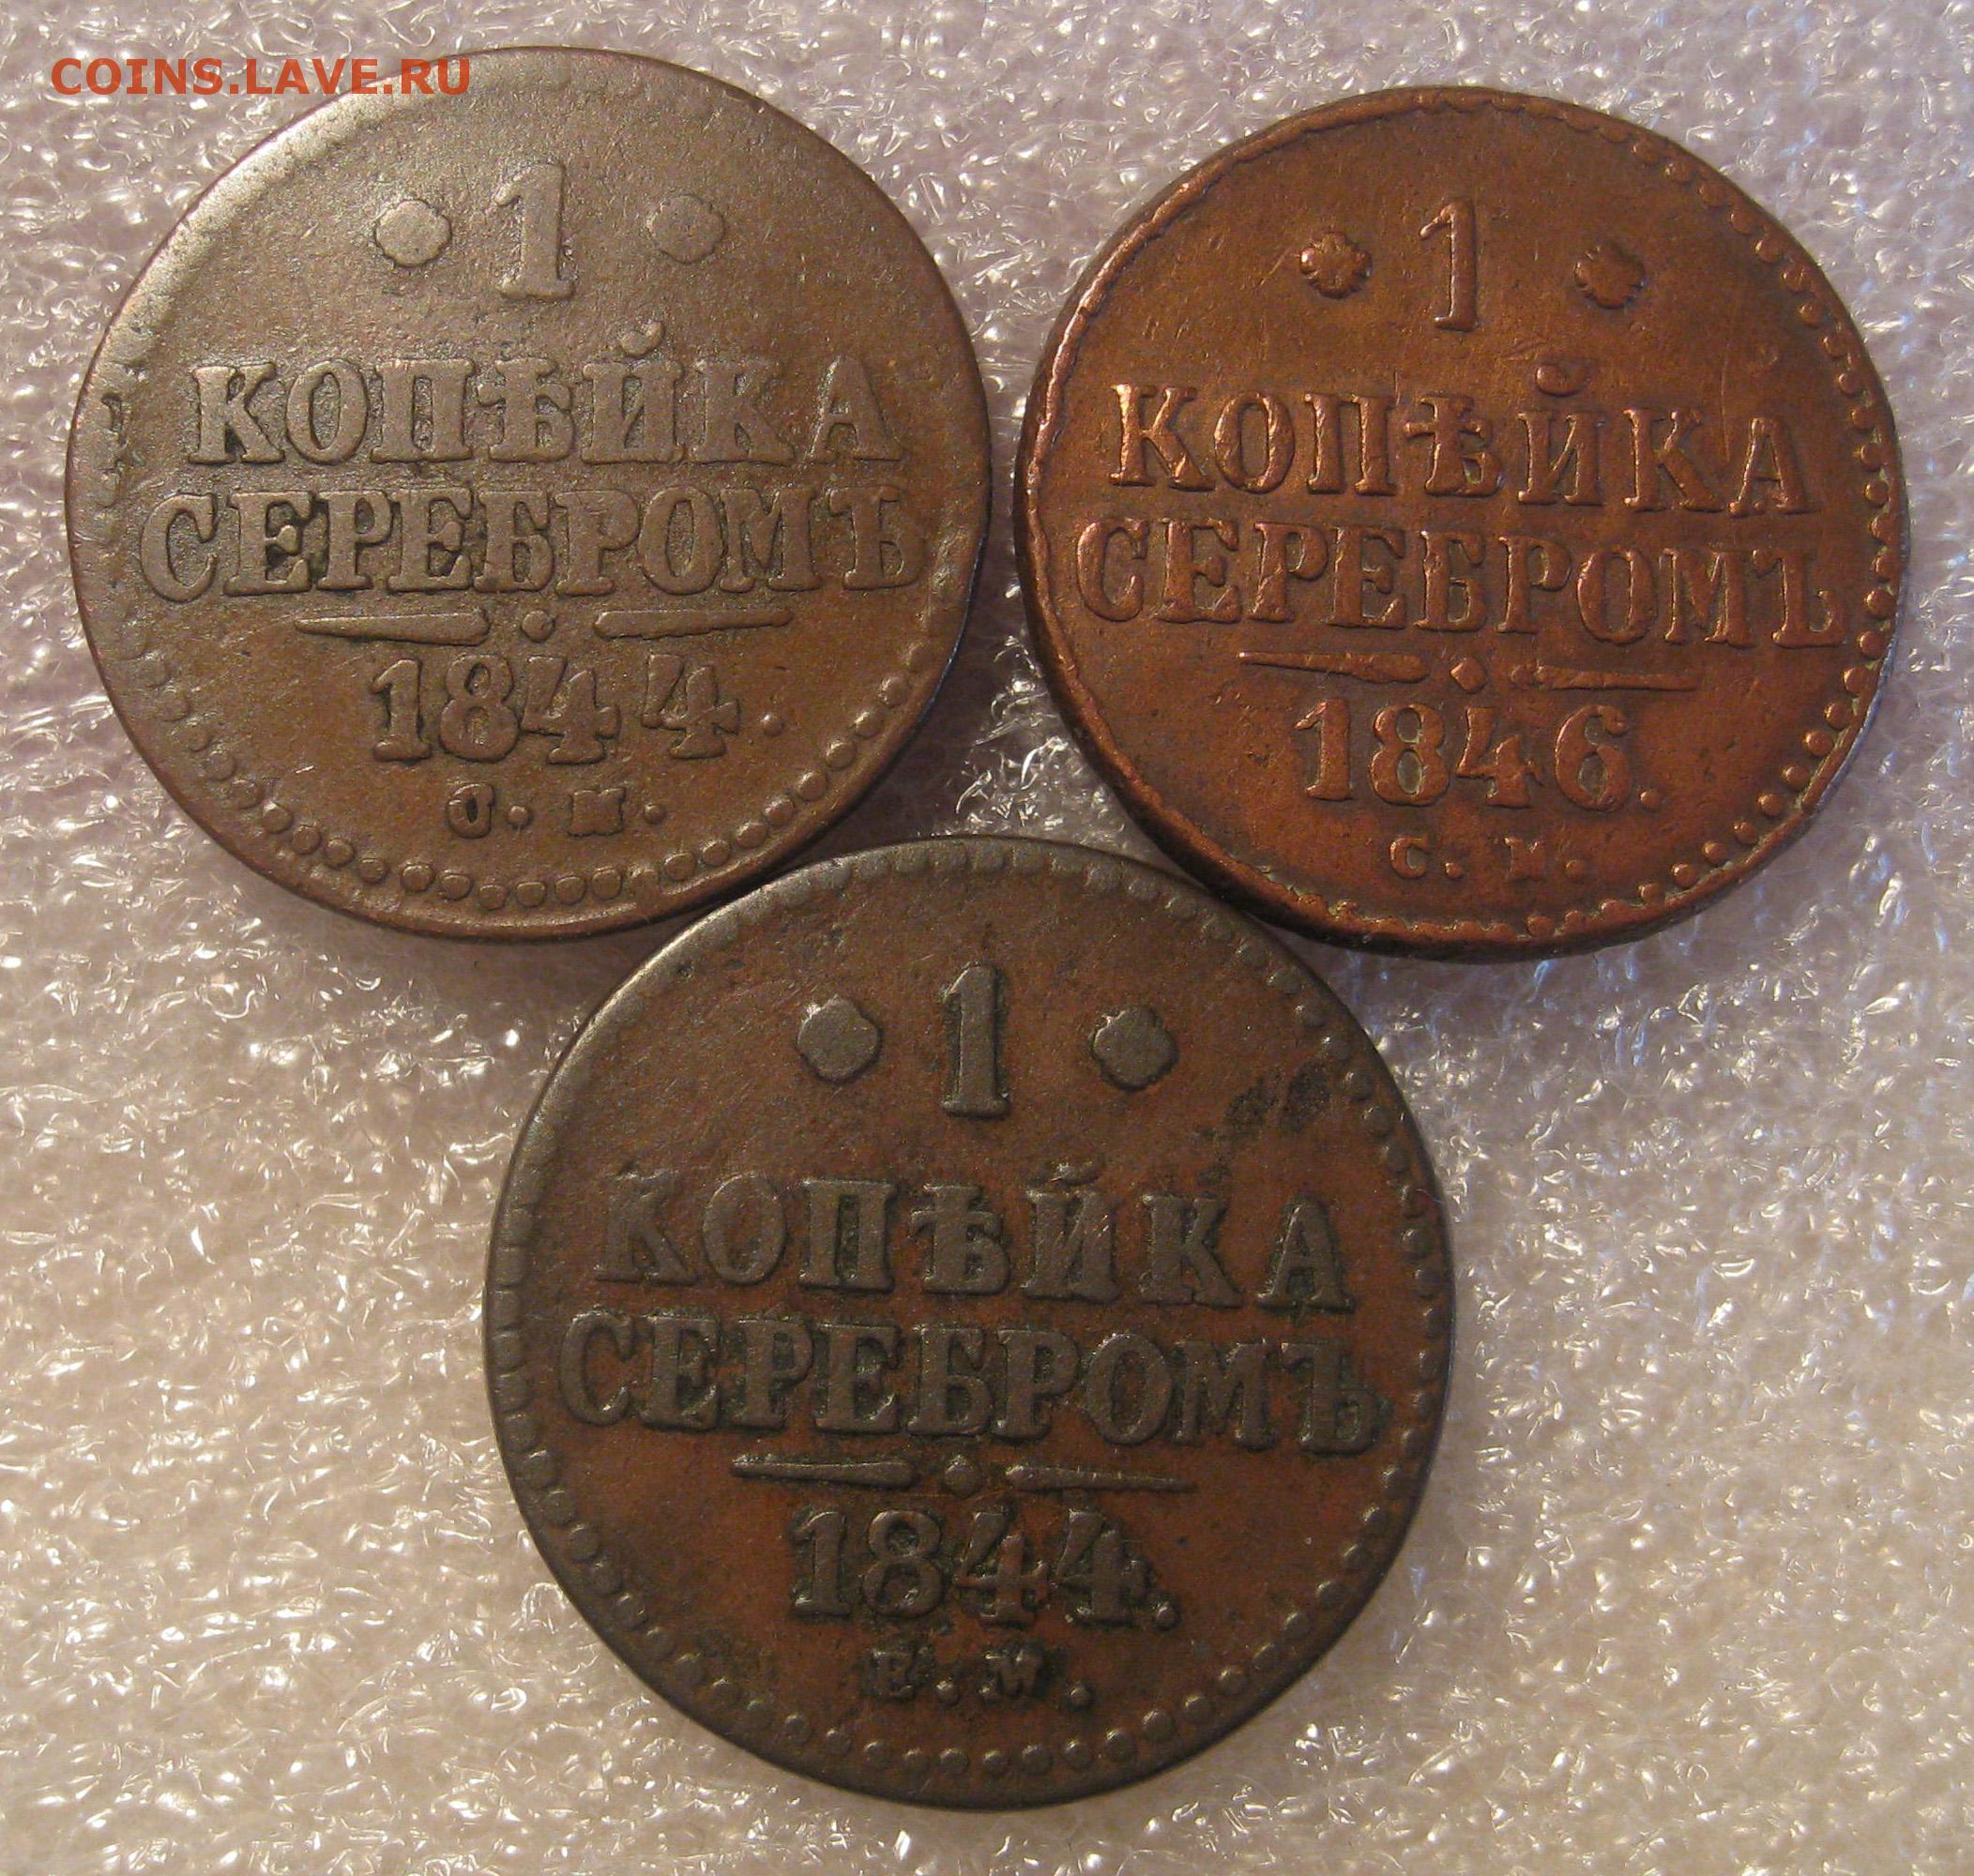 COINS.LAVE.RU
1
КОПѢЙКА
СЕРЕБРОМЪ
1844.
С. М.
1
КОПѢЙКА
СЕРЕБРОМЪ
1846.
С. М.
1
КОПѢЙКА
СЕРЕБРОМЪ
1844.
Е. М.